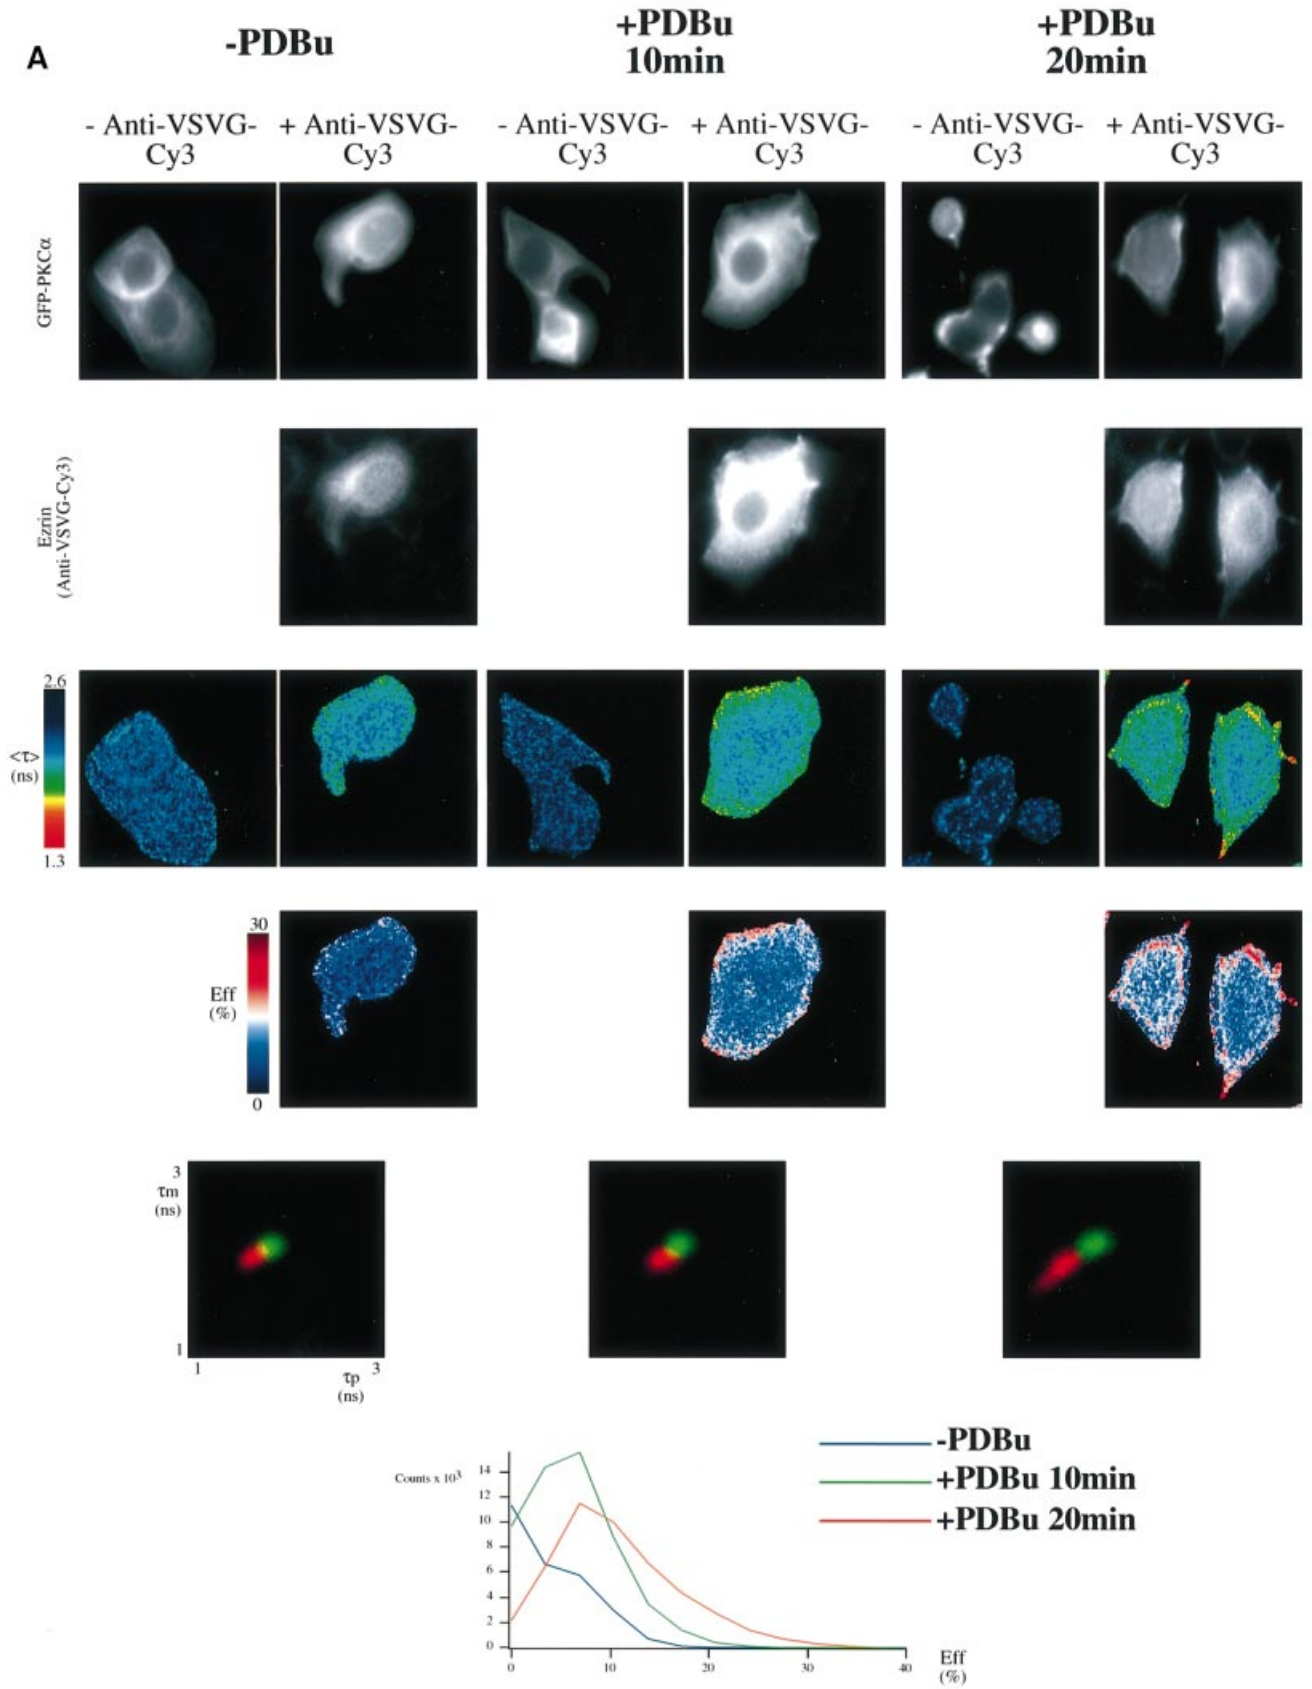 A
-PDBu
+PDBu
10min
+PDBu
20min
- Anti-VSVG-
Cy3
+ Anti-VSVG-
Cy3
- Anti-VSVG-
Cy3
+ Anti-VSVG-
Cy3
- Anti-VSVG-
Cy3
+ Anti-VSVG-
Cy3
GFP-PKCα
Ezrin
(Anti-VSVG-Cy3)
2.6
<τ>
(ns)
1.3
30
Eff
(%)
0
3
τm
(ns)
1
1
3
τp
(ns)
Counts x 10³
14
12
10
8
6
4
2
0
0
10
20
30
40
Eff
(%)
-PDBu
+PDBu 10min
+PDBu 20min